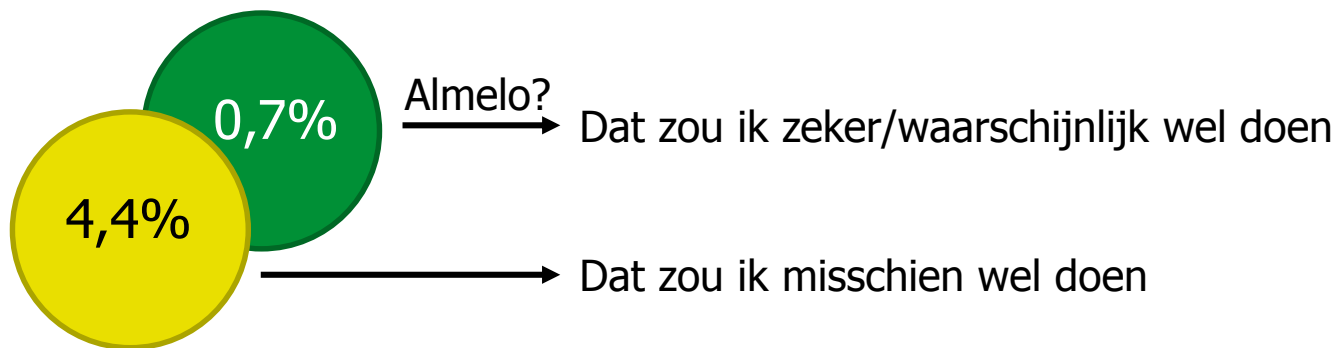 Almelo?
0,7%
Dat zou ik zeker/waarschijnlijk wel doen
4,4%
Dat zou ik misschien wel doen